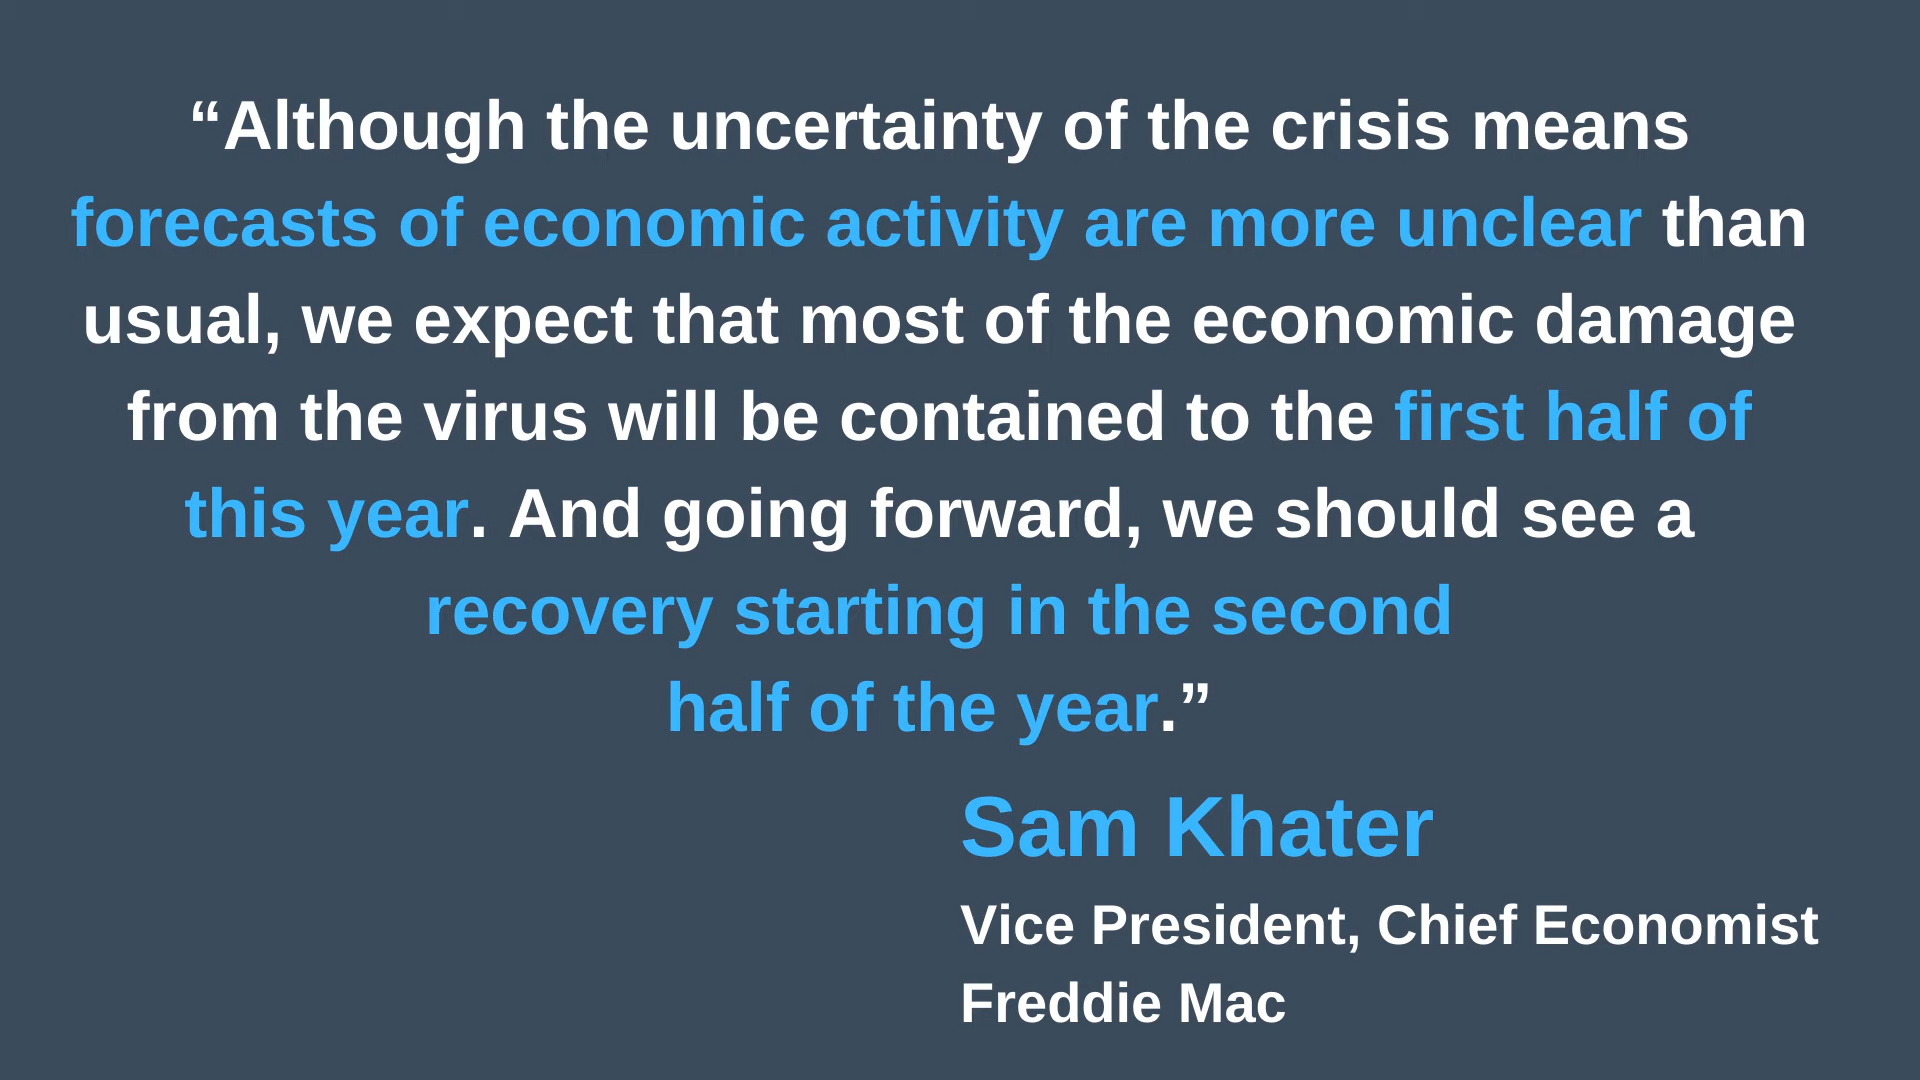 “Although the uncertainty of the crisis means
forecasts of economic activity are more unclear than
usual, we expect that most of the economic damage
from the virus will be contained to the first half of
this year. And going forward, we should see a
recovery starting in the second
half of the year.”
Sam Khater
Vice President, Chief Economist
Freddie Mac